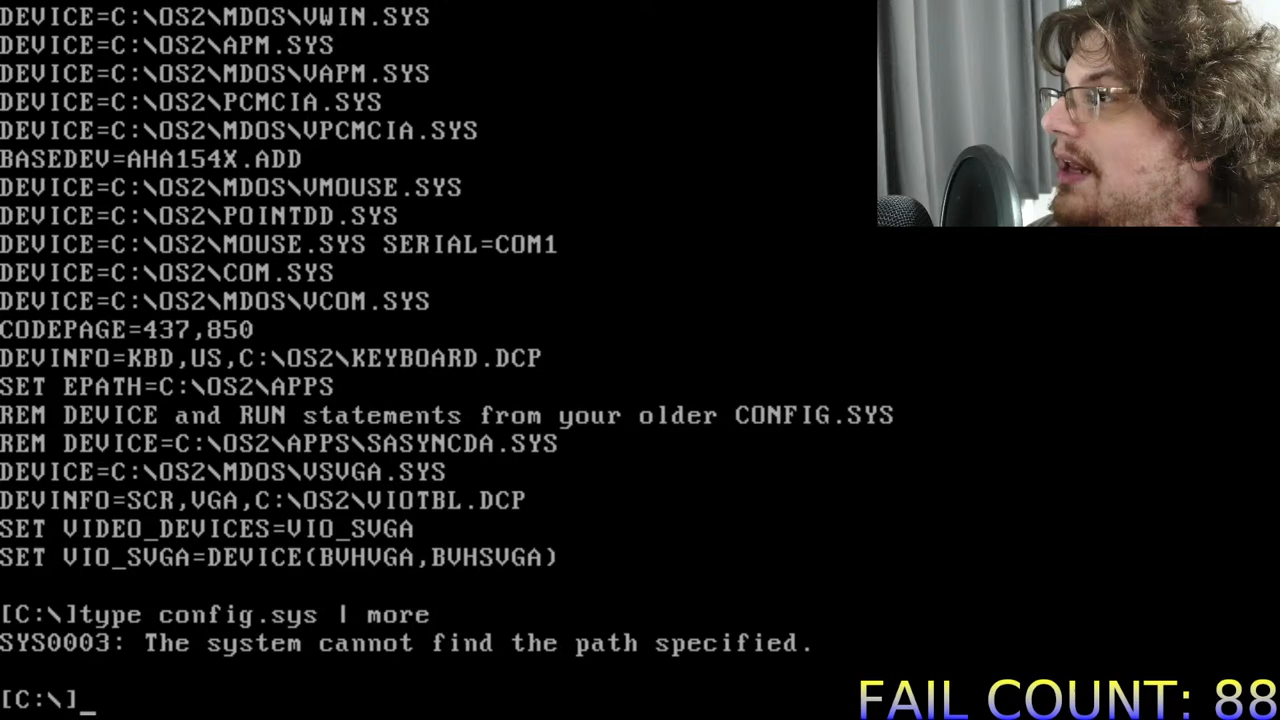 DEVICE=C:\OS2\MDOS\VWIN.SYS
DEVICE=C:\OS2\APM.SYS
DEVICE=C:\OS2\MDOS\VAPM.SYS
DEVICE=C:\OS2\PCMCIA.SYS
DEVICE=C:\OS2\MDOS\VPCMCIA.SYS
BASEDEV=AHA154X.ADD
DEVICE=C:\OS2\MDOS\VMOUSE.SYS
DEVICE=C:\OS2\POINTDD.SYS
DEVICE=C:\OS2\MOUSE.SYS SERIAL=COM1
DEVICE=C:\OS2\COM.SYS
DEVICE=C:\OS2\MDOS\VCOM.SYS
CODEPAGE=437,850
DEVINFO=KBD,US,C:\OS2\KEYBOARD.DCP
SET EPATH=C:\OS2\APPS
REM DEVICE and RUN statements from your older CONFIG.SYS
REM DEVICE=C:\OS2\APPS\SASYNCDA.SYS
DEVICE=C:\OS2\MDOS\VSVGA.SYS
DEVINFO=SCR,VGA,C:\OS2\VIOTBL.DCP
SET VIDEO_DEVICES=VIO_SVGA
SET VIO_SVGA=DEVICE(BVHVGA,BVHSVGA)
[C:\]type config.sys | more
SYS0003: The system cannot find the path specified.
[C:\]_
FAIL COUNT: 88